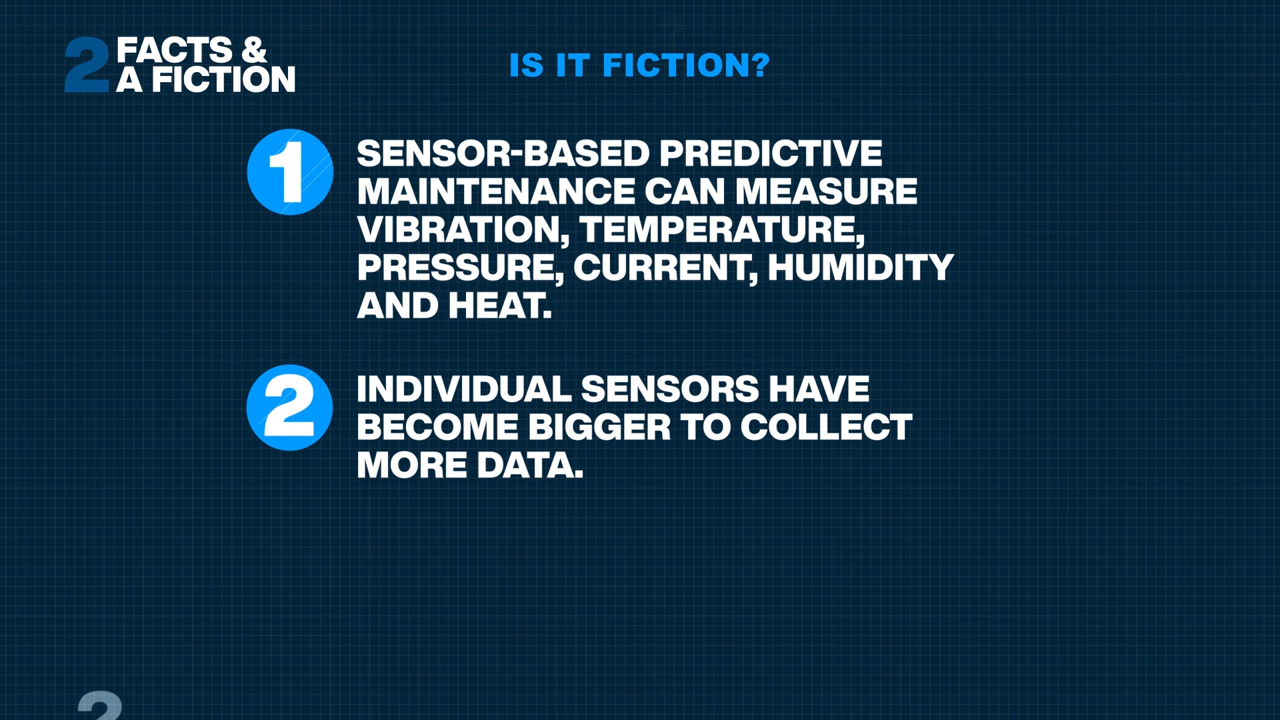 2 FACTS &
A FICTION
IS IT FICTION?
1 SENSOR-BASED PREDICTIVE
MAINTENANCE CAN MEASURE
VIBRATION, TEMPERATURE,
PRESSURE, CURRENT, HUMIDITY
AND HEAT.
2 INDIVIDUAL SENSORS HAVE
BECOME BIGGER TO COLLECT
MORE DATA.